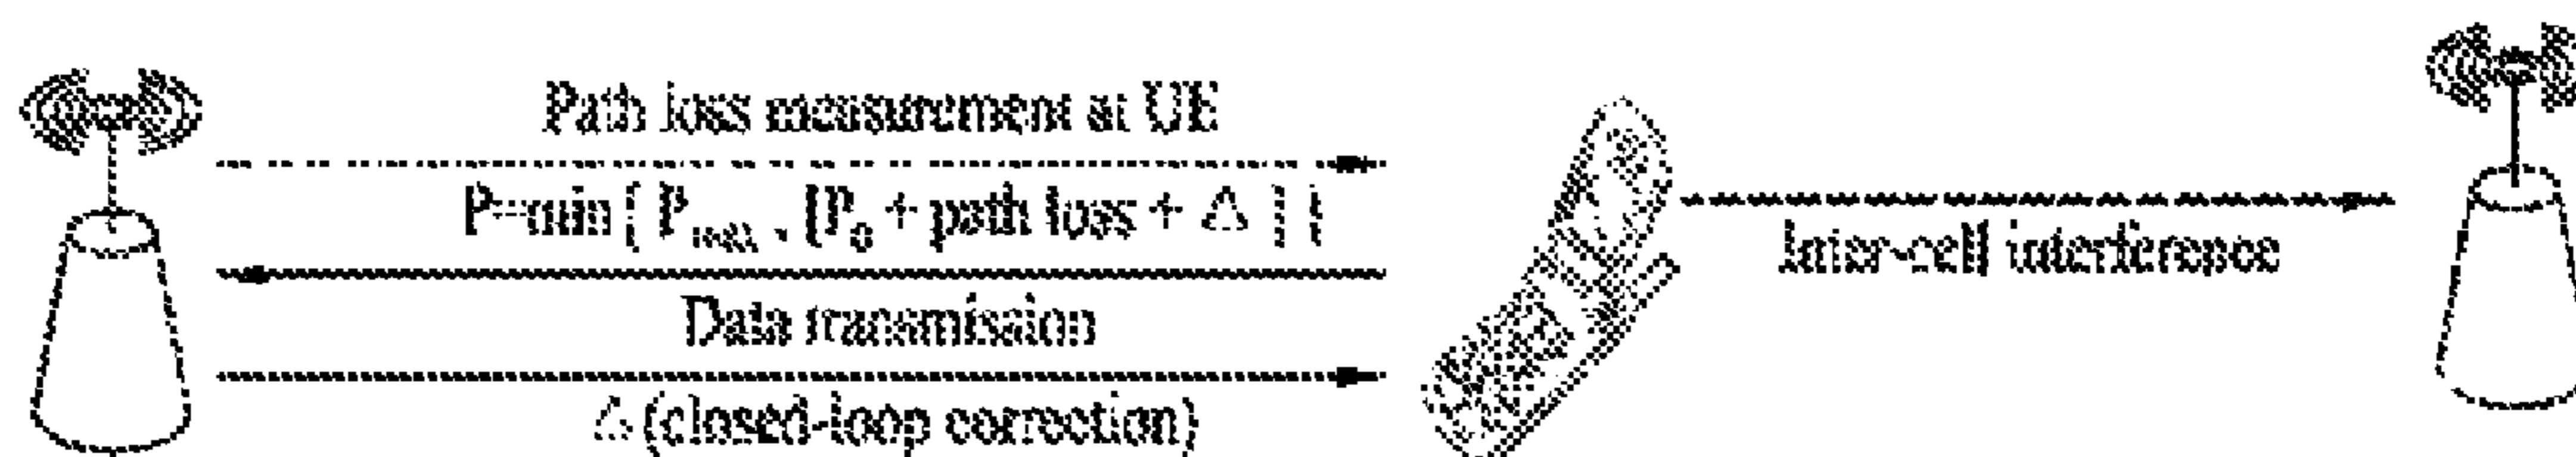 Path loss measurement at UE
P=min{ Pmax , [P0 + path loss + Δ ] }
Inter-cell interference
Data transmission
Δ (closed-loop correction)